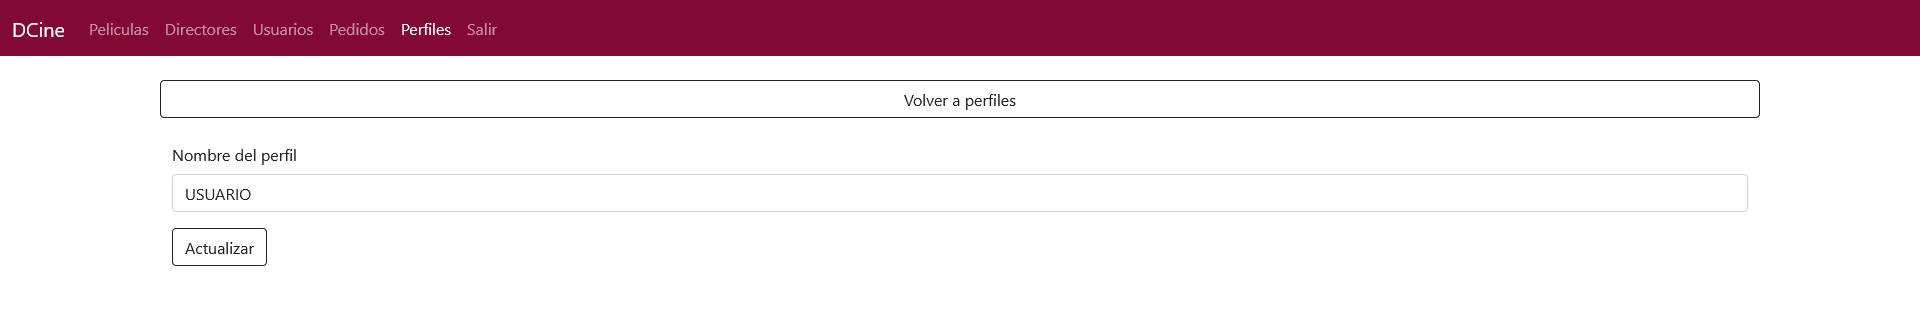 DCine Peliculas Directores Usuarios Pedidos Perfiles Salir
Volver a perfiles
Nombre del perfil
USUARIO
Actualizar